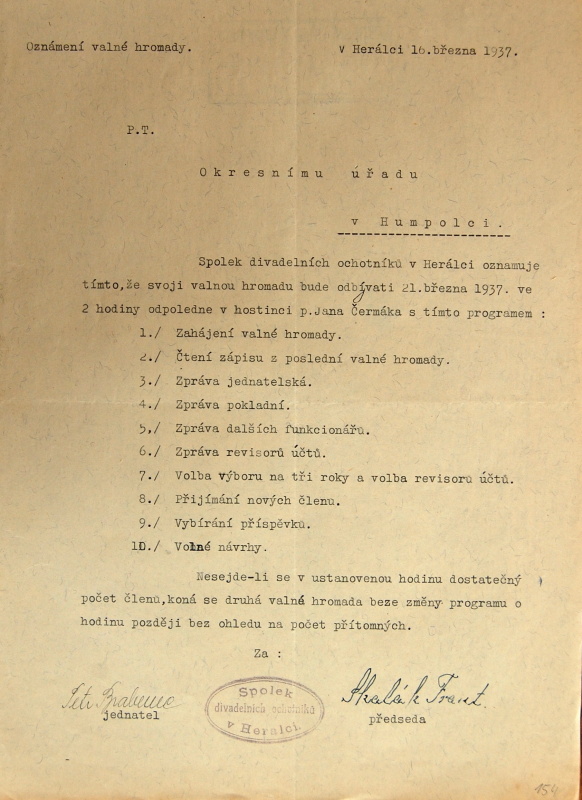 Oznámení valné hromady. V Herálci 16.března 1937.
P.T.
Okresnímu úřadu
v Humpolci.
Spolek divadelních ochotníků v Herálci oznamuje
tímto,že svoji valnou hromadu bude odbývati 21.března 1937. ve
2 hodiny odpoledne v hostinci p.Jana Čermáka s tímto programem :
1./ Zahájení valné hromady.
2./ Čtení zápisu z poslední valné hromady.
3./ Zpráva jednatelská.
4./ Zpráva pokladní.
5./ Zpráva dalších funkcionářů.
6./ Zpráva revisorů účtů.
7./ Volba výboru na tři roky a volba revisorů účtů.
8./ Přijímání nových členu.
9./ Vybírání příspěvků.
10./ Volné návrhy.
Nesejde-li se v ustanovenou hodinu dostatečný
počet členů,koná se druhá valná hromada beze změny programu o
hodinu později bez ohledu na počet přítomných.
Za :
Petr Skalák Frant.
jednatel předseda
Spolek
divadelních ochotníků
v Herálci.
154